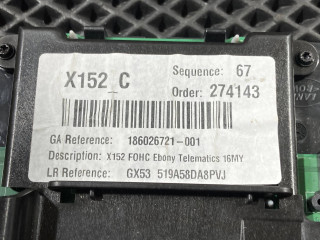 X152_C
Sequence: 67
Order: 274143
GA Reference: 186026721-001
Description: X152 FOHC Ebony Telematics 16MY
LR Reference: GX53 519A58DA8PVJ